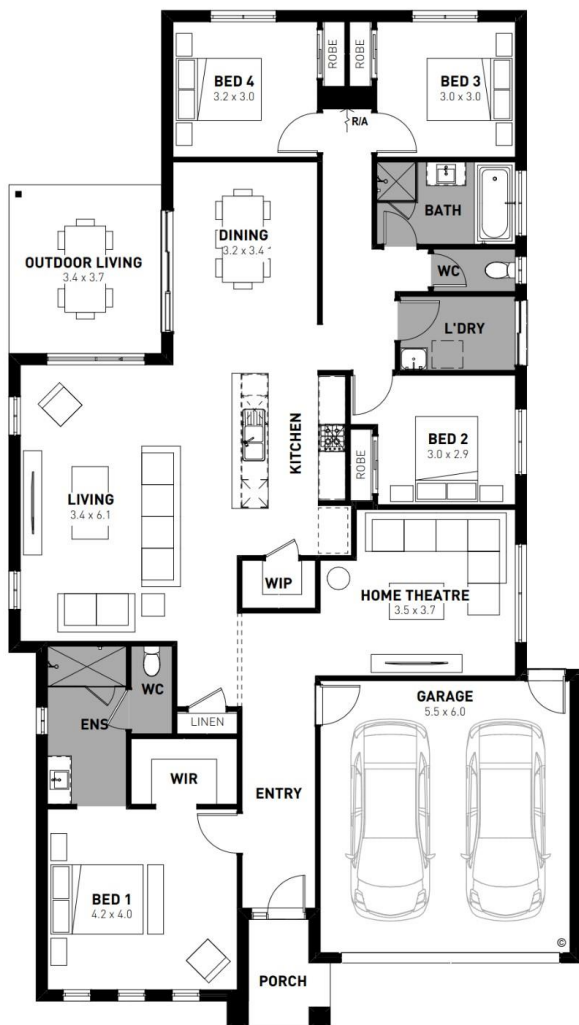 BED 4
3.2 x 3.0
ROBE
ROBE
BED 3
3.0 x 3.0
R/A
BATH
DINING
3.2 x 3.4
OUTDOOR LIVING
3.4 x 3.7
WC
L'DRY
KITCHEN
BED 2
3.0 x 2.9
ROBE
LIVING
3.4 x 6.1
WIP
HOME THEATRE
3.5 x 3.7
WC
ENS
LINEN
GARAGE
5.5 x 6.0
WIR
ENTRY
BED 1
4.2 x 4.0
PORCH
©